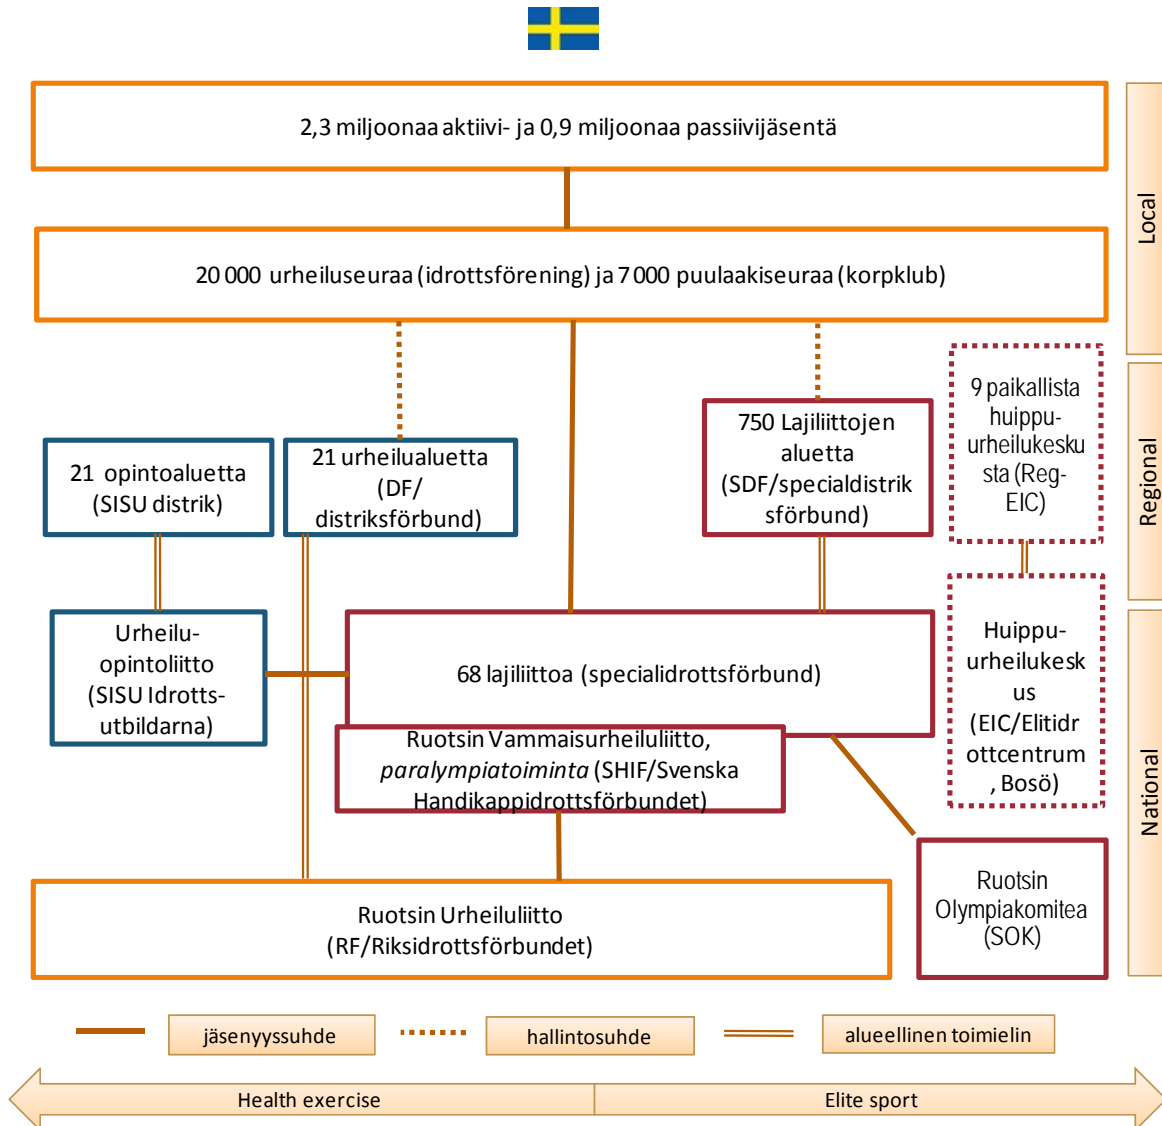 2,3 miljoonaa aktiivi- ja 0,9 miljoonaa passiivijäsentä
Local
20 000 urheiluseuraa (idrottsförening) ja 7 000 puulaakiseuraa (korpklub)
21 opintoaluetta
(SISU distrik)
21 urheilualuetta
(DF/
distriksförbund)
750 Lajiliittojen
aluetta
(SDF/specialdistrik
sförbund)
9 paikallista
huippu-
urheilukesku
sta (Reg-
EIC)
Regional
Urheilu-
opintoliitto
(SISU Idrotts-
utbildarna)
68 lajiliittoa (specialidrottsförbund)
Ruotsin Vammaisurheiluliitto,
paralympiatoiminta (SHIF/Svenska
Handikappidrottsförbundet)
Huippu-
urheilukesk
us
(EIC/Elitidr
ottcentrum
, Bosö)
National
Ruotsin Urheiluliitto
(RF/Riksidrottsförbundet)
Ruotsin
Olympiakomitea
(SOK)
jäsenyyssuhde
hallintosuhde
alueellinen toimielin
Health exercise
Elite sport